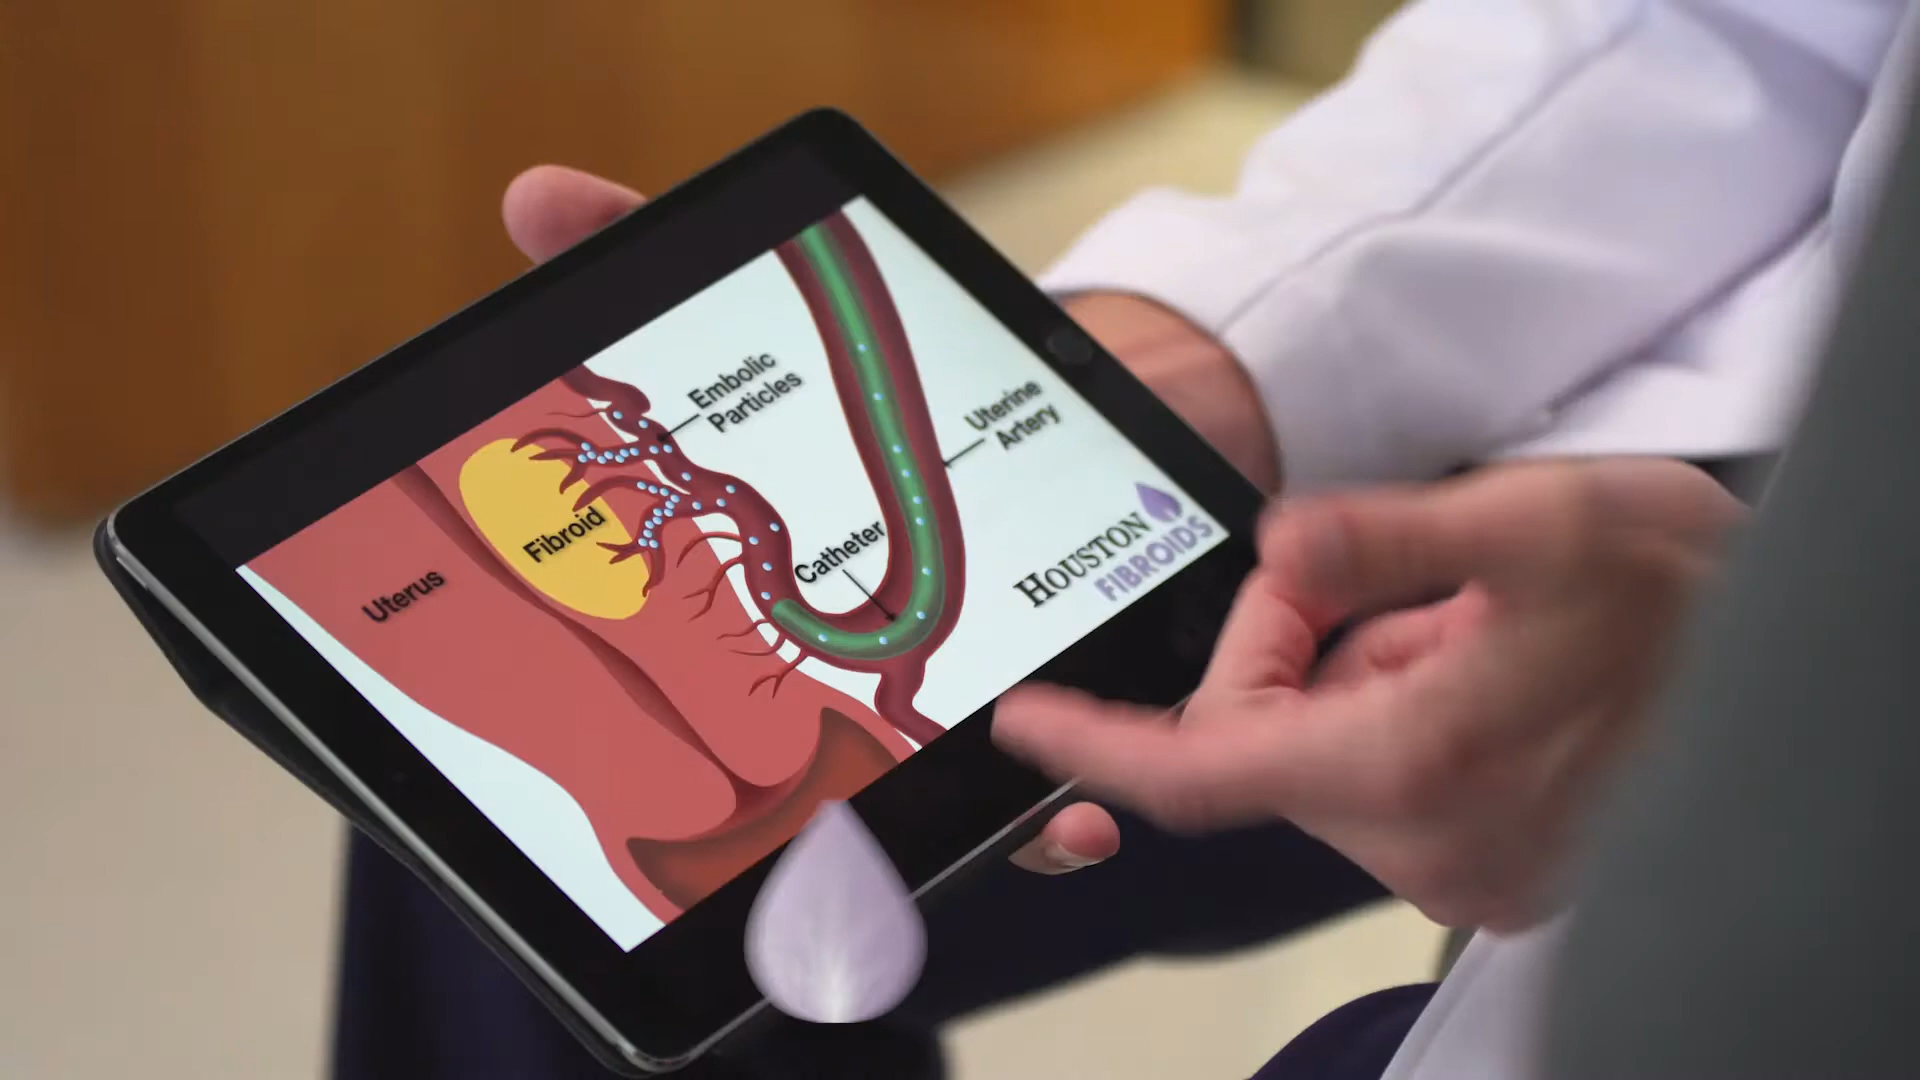 Embolic
Particles
Uterine
Artery
Fibroid
Catheter
Uterus
HOUSTON
FIBROIDS